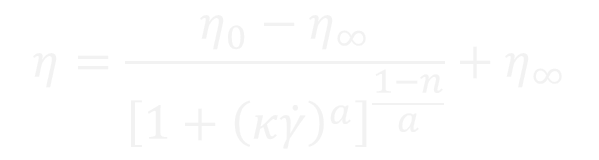 η = (η₀ − η∞) / [1 + (κγ̇)ᵃ]^((1−n)/a) + η∞